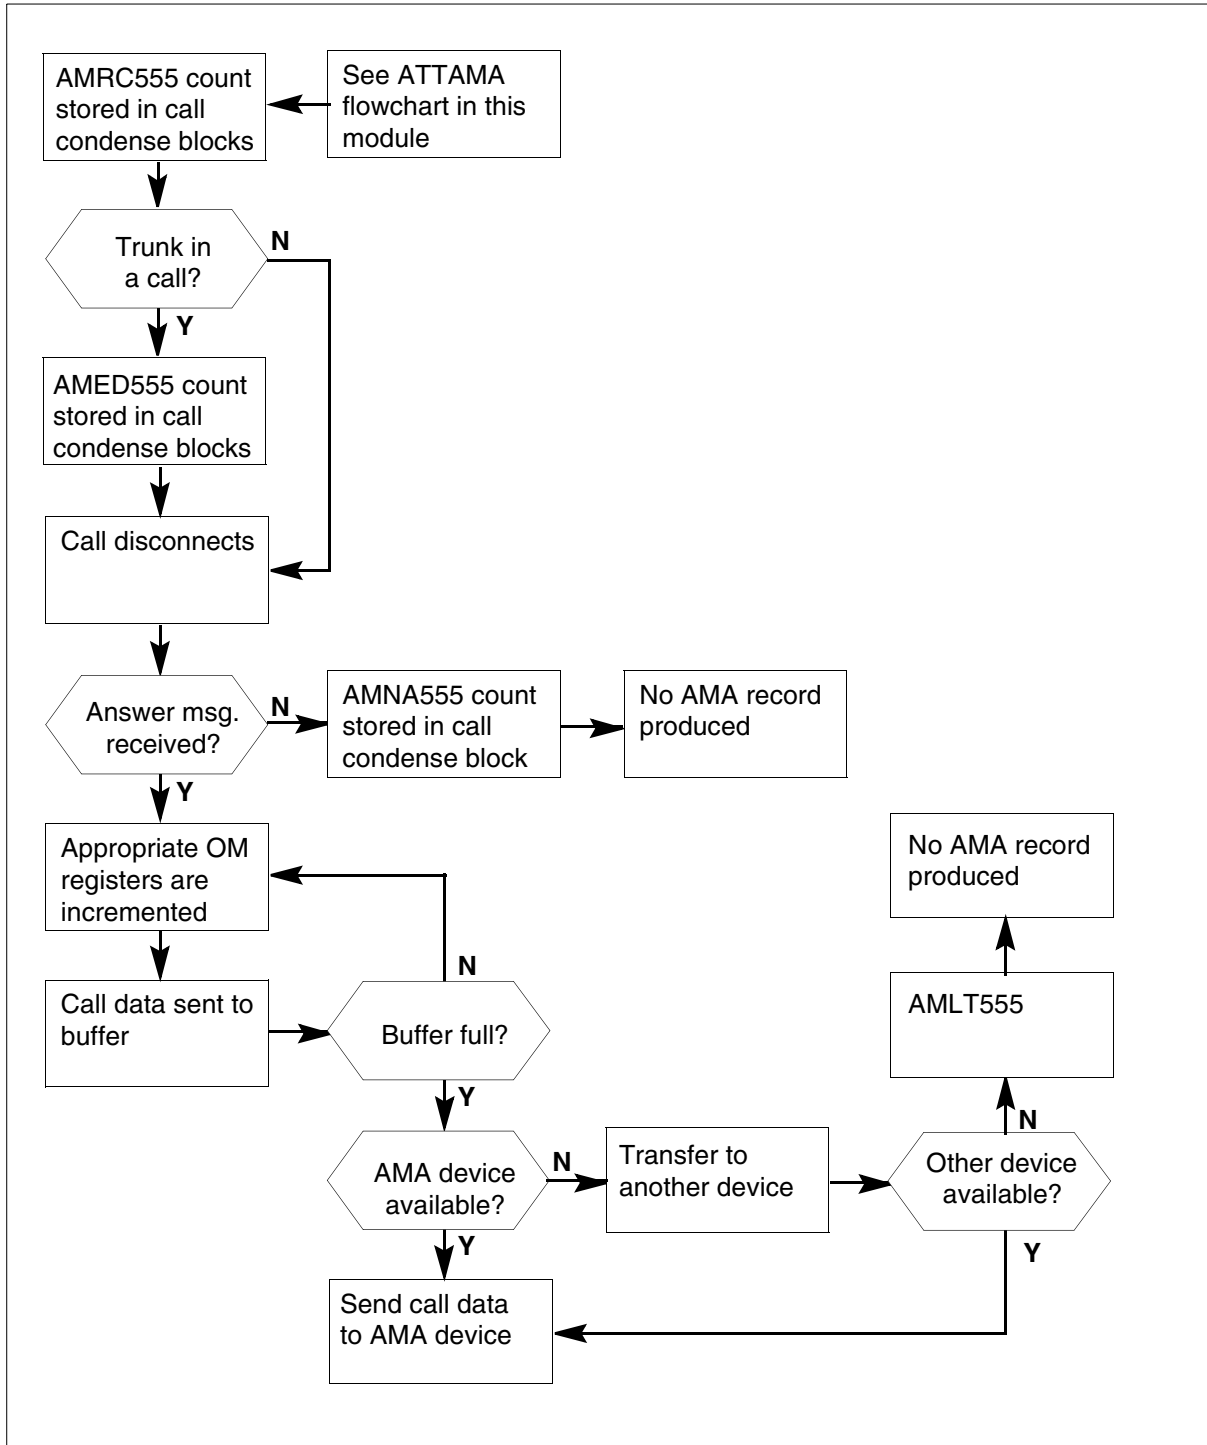 AMRC555 count
stored in call
condense blocks
See ATTAMA
flowchart in this
module
Trunk in
a call?
N
Y
AMED555 count
stored in call
condense blocks
Call disconnects
Answer msg.
received?
N
Y
AMNA555 count
stored in call
condense block
No AMA record
produced
Appropriate OM
registers are
incremented
Call data sent to
buffer
Buffer full?
N
Y
AMA device
available?
N
Y
Transfer to
another device
Other device
available?
N
Y
AMLT555
No AMA record
produced
Send call data
to AMA device